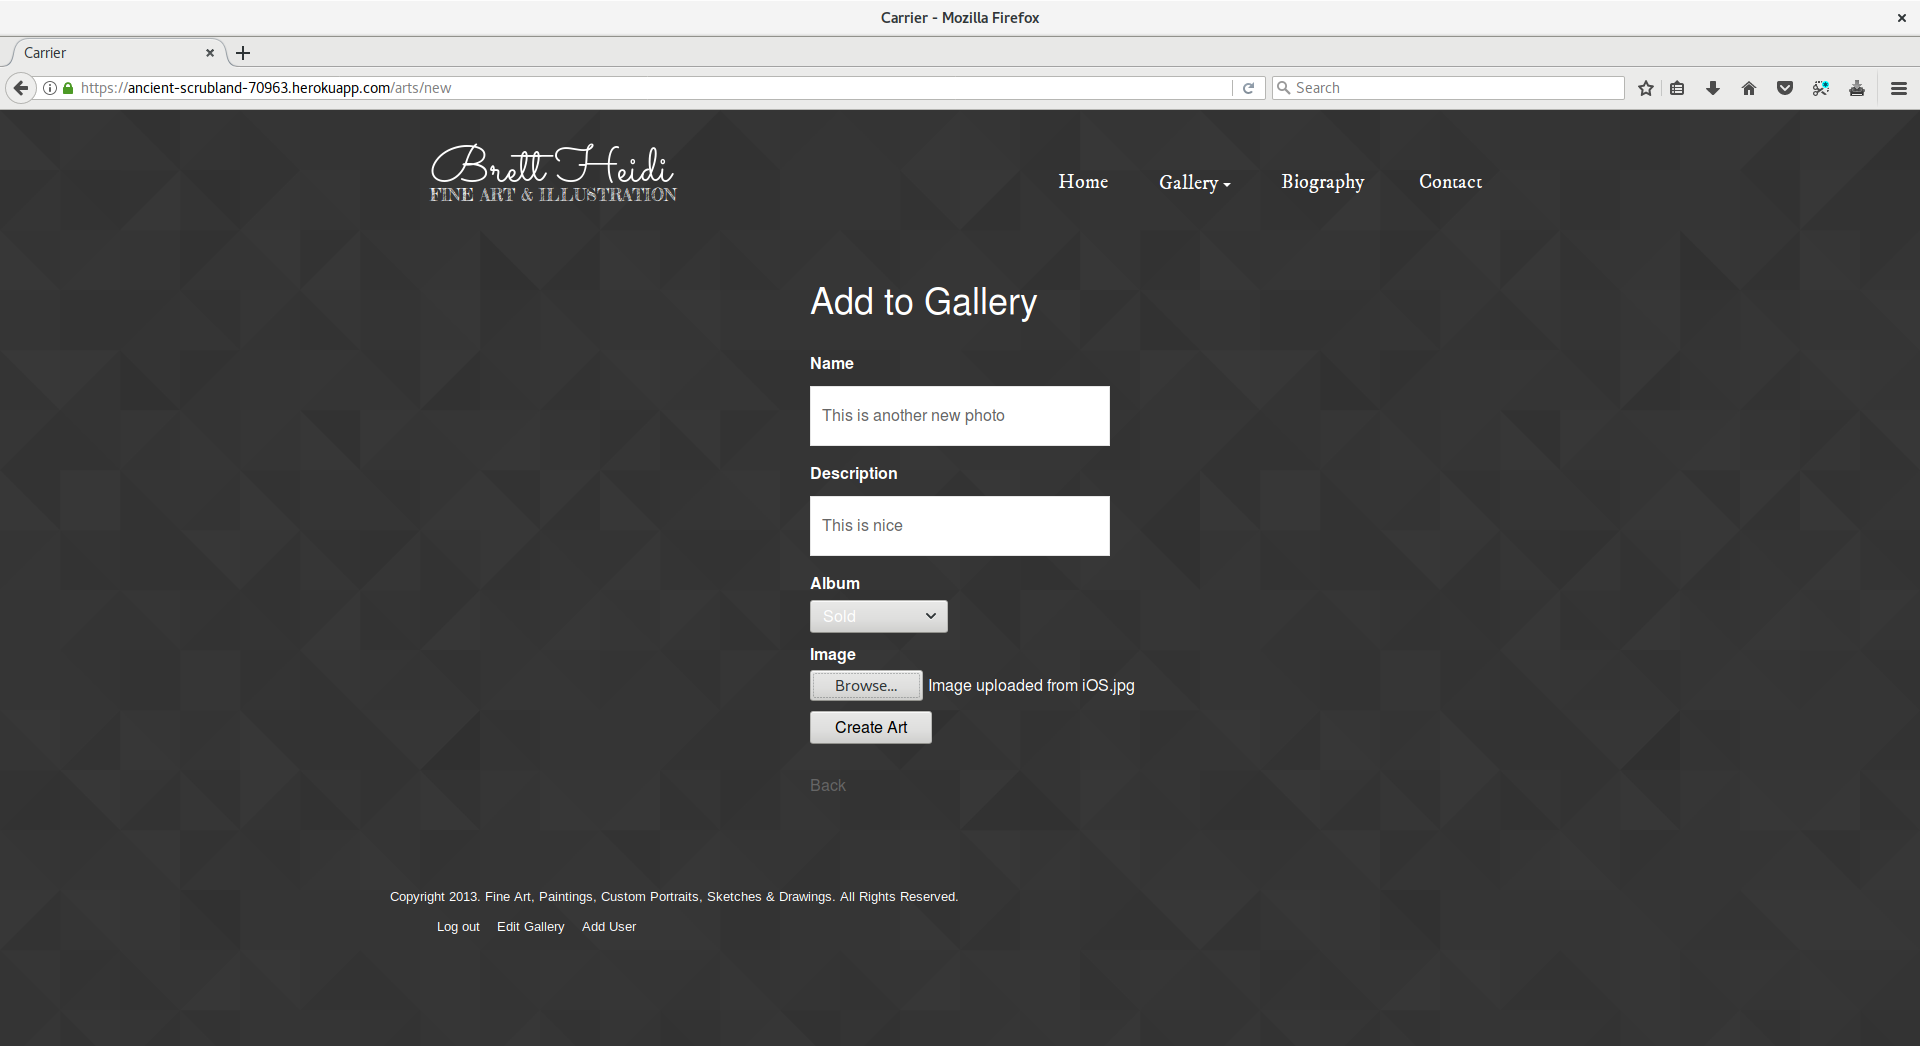 Carrier - Mozilla Firefox
Carrier
https://ancient-scrubland-70963.herokuapp.com/arts/new
Search
Brett Heidi
FINE ART & ILLUSTRATION
Home Gallery Biography Contact
Add to Gallery
Name
This is another new photo
Description
This is nice
Album
Sold
Image
Browse... Image uploaded from iOS.jpg
Create Art
Back
Copyright 2013. Fine Art, Paintings, Custom Portraits, Sketches & Drawings. All Rights Reserved.
Log out Edit Gallery Add User